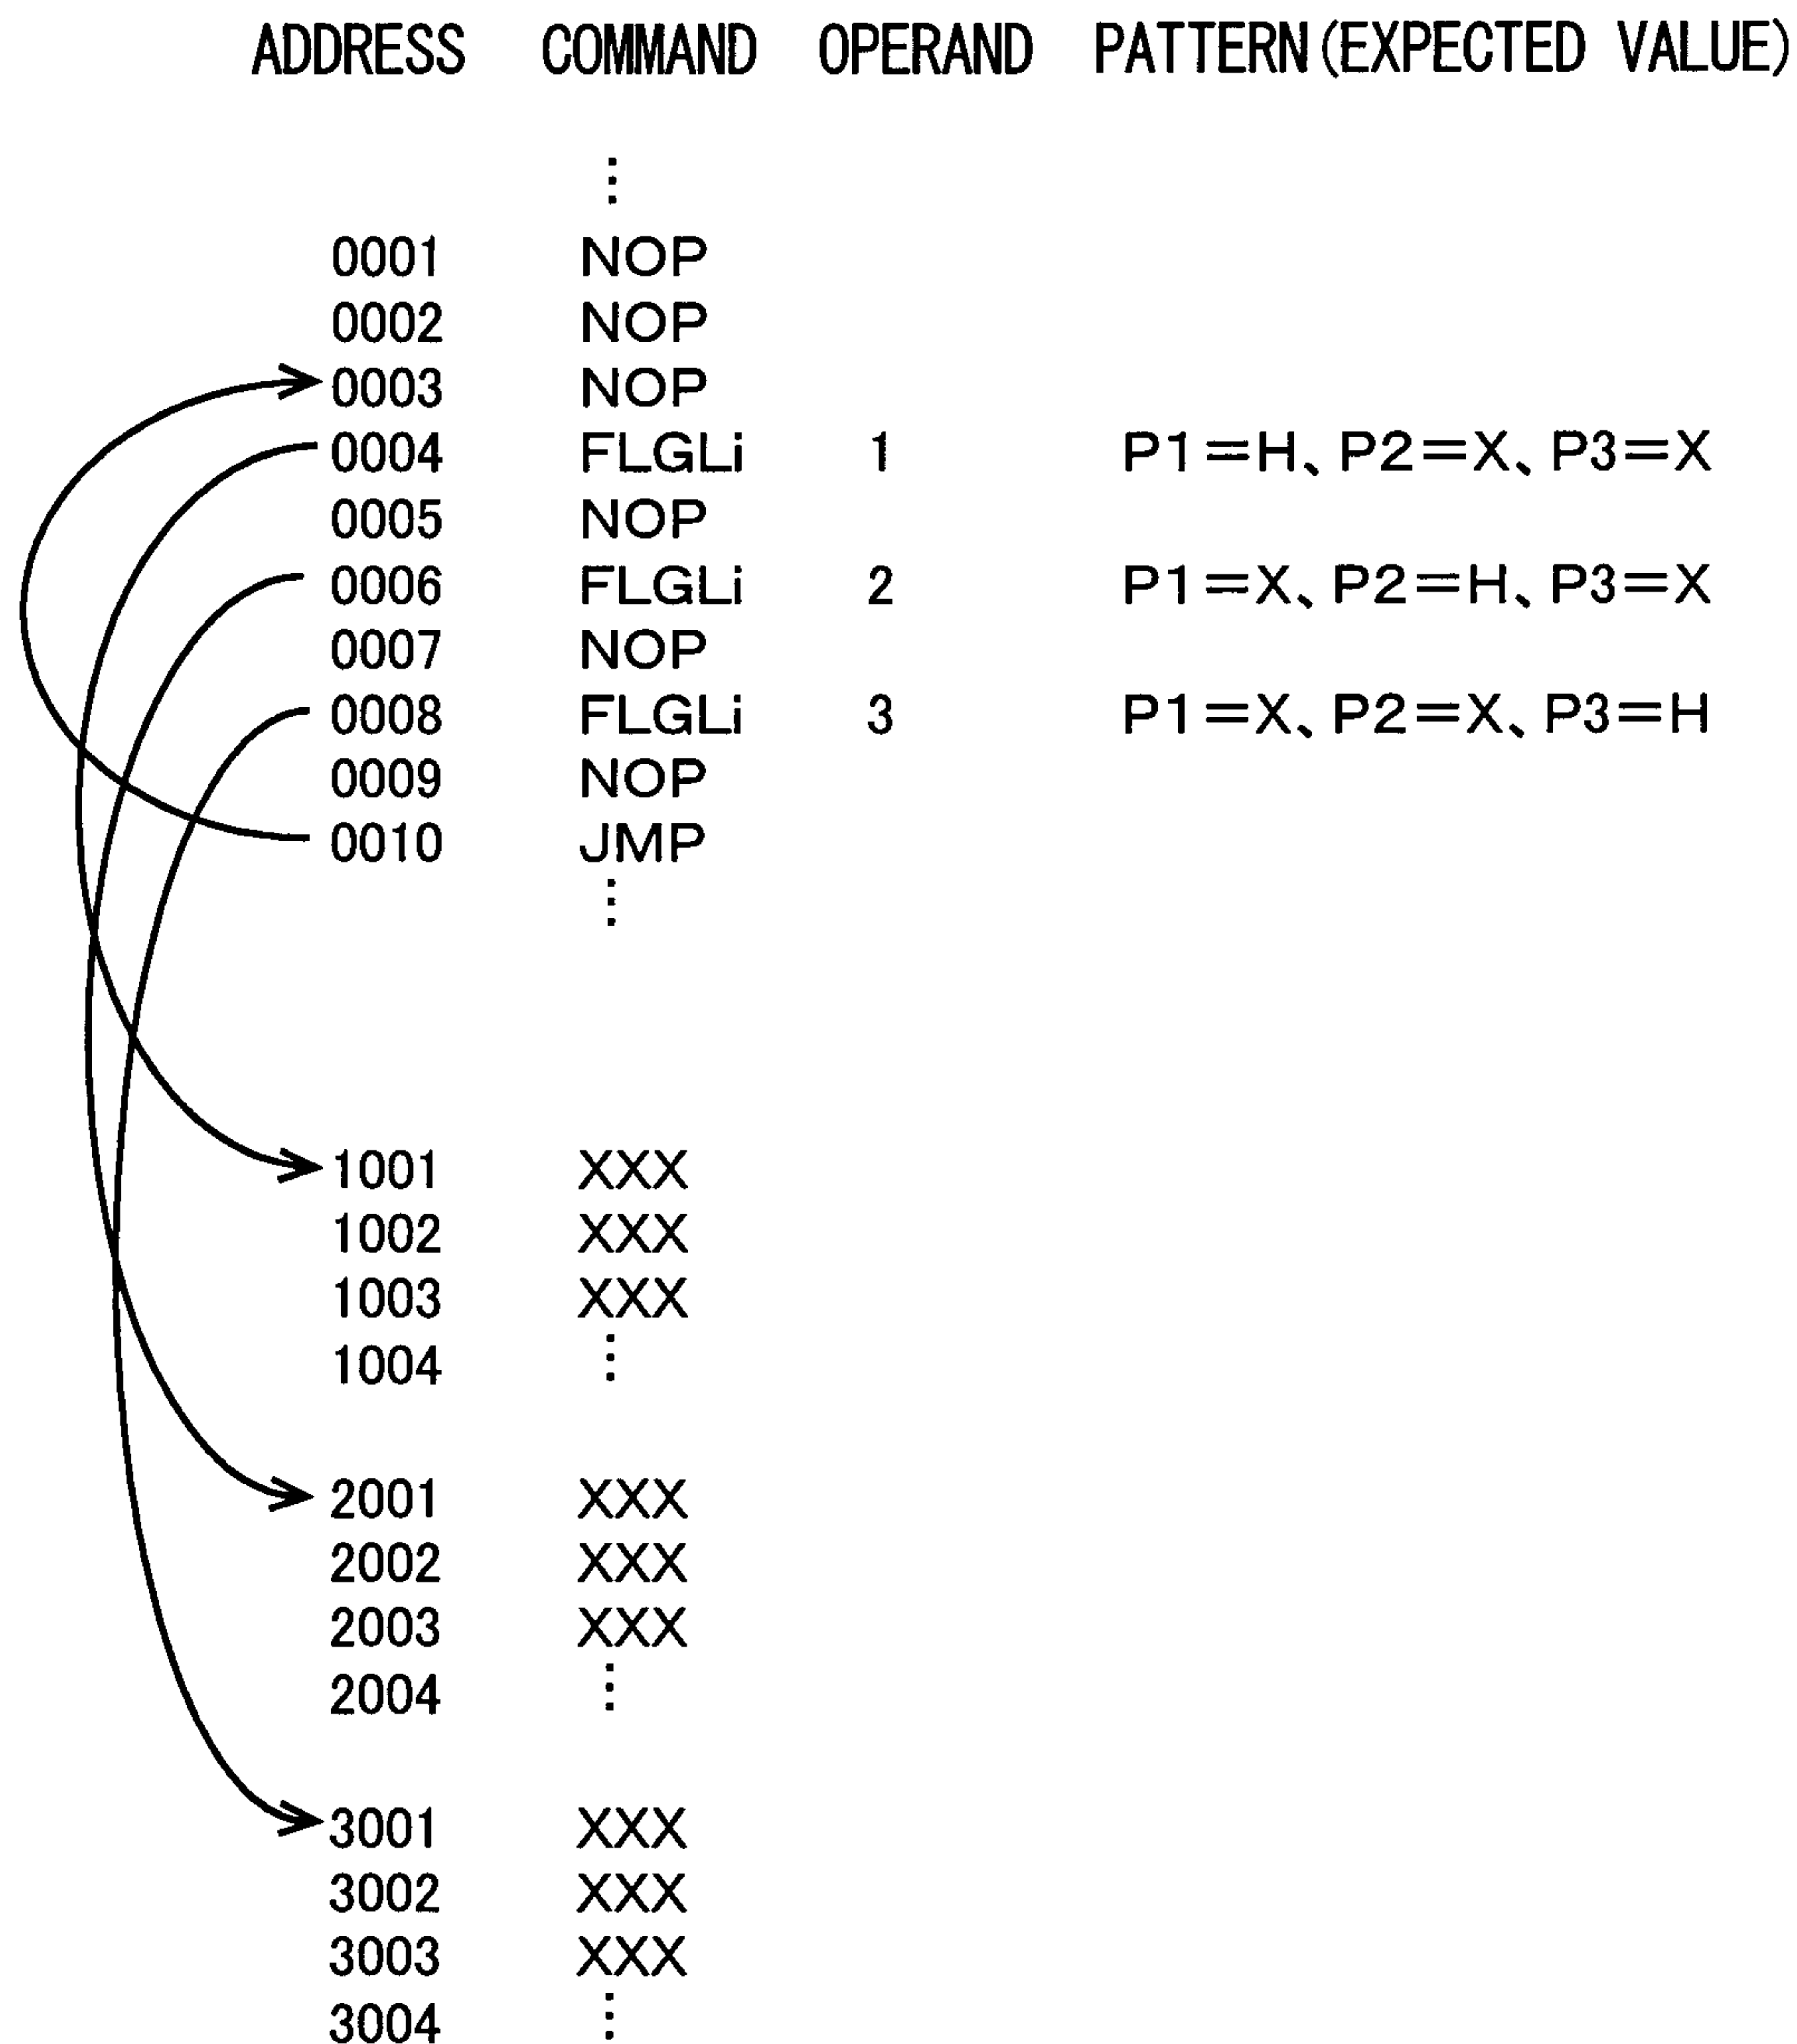 ADDRESS COMMAND OPERAND PATTERN(EXPECTED VALUE)
⋮
0001 NOP
0002 NOP
0003 NOP
0004 FLGLi 1 P1=H、P2=X、P3=X
0005 NOP
0006 FLGLi 2 P1=X、P2=H、P3=X
0007 NOP
0008 FLGLi 3 P1=X、P2=X、P3=H
0009 NOP
0010 JMP
⋮
1001 XXX
1002 XXX
1003 XXX
1004 ⋮
2001 XXX
2002 XXX
2003 XXX
2004 ⋮
3001 XXX
3002 XXX
3003 XXX
3004 ⋮